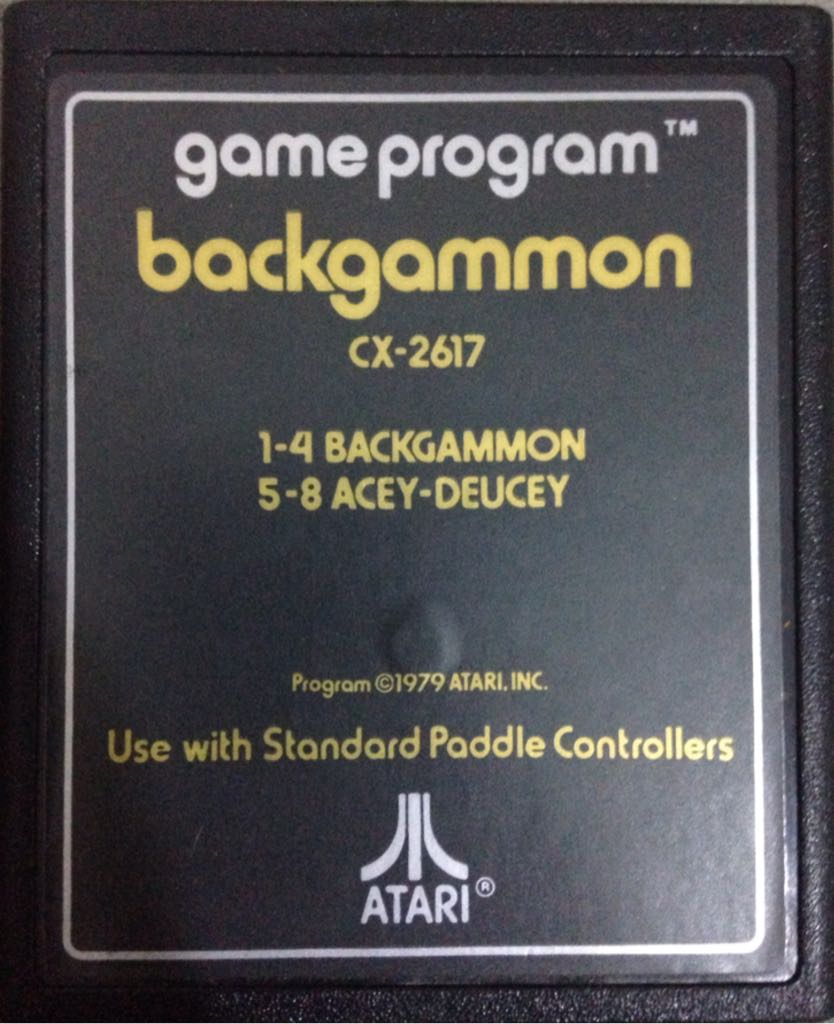 game program™
backgammon
CX-2617
1-4 BACKGAMMON
5-8 ACEY-DEUCEY
Program ©1979 ATARI, INC.
Use with Standard Paddle Controllers
ATARI®